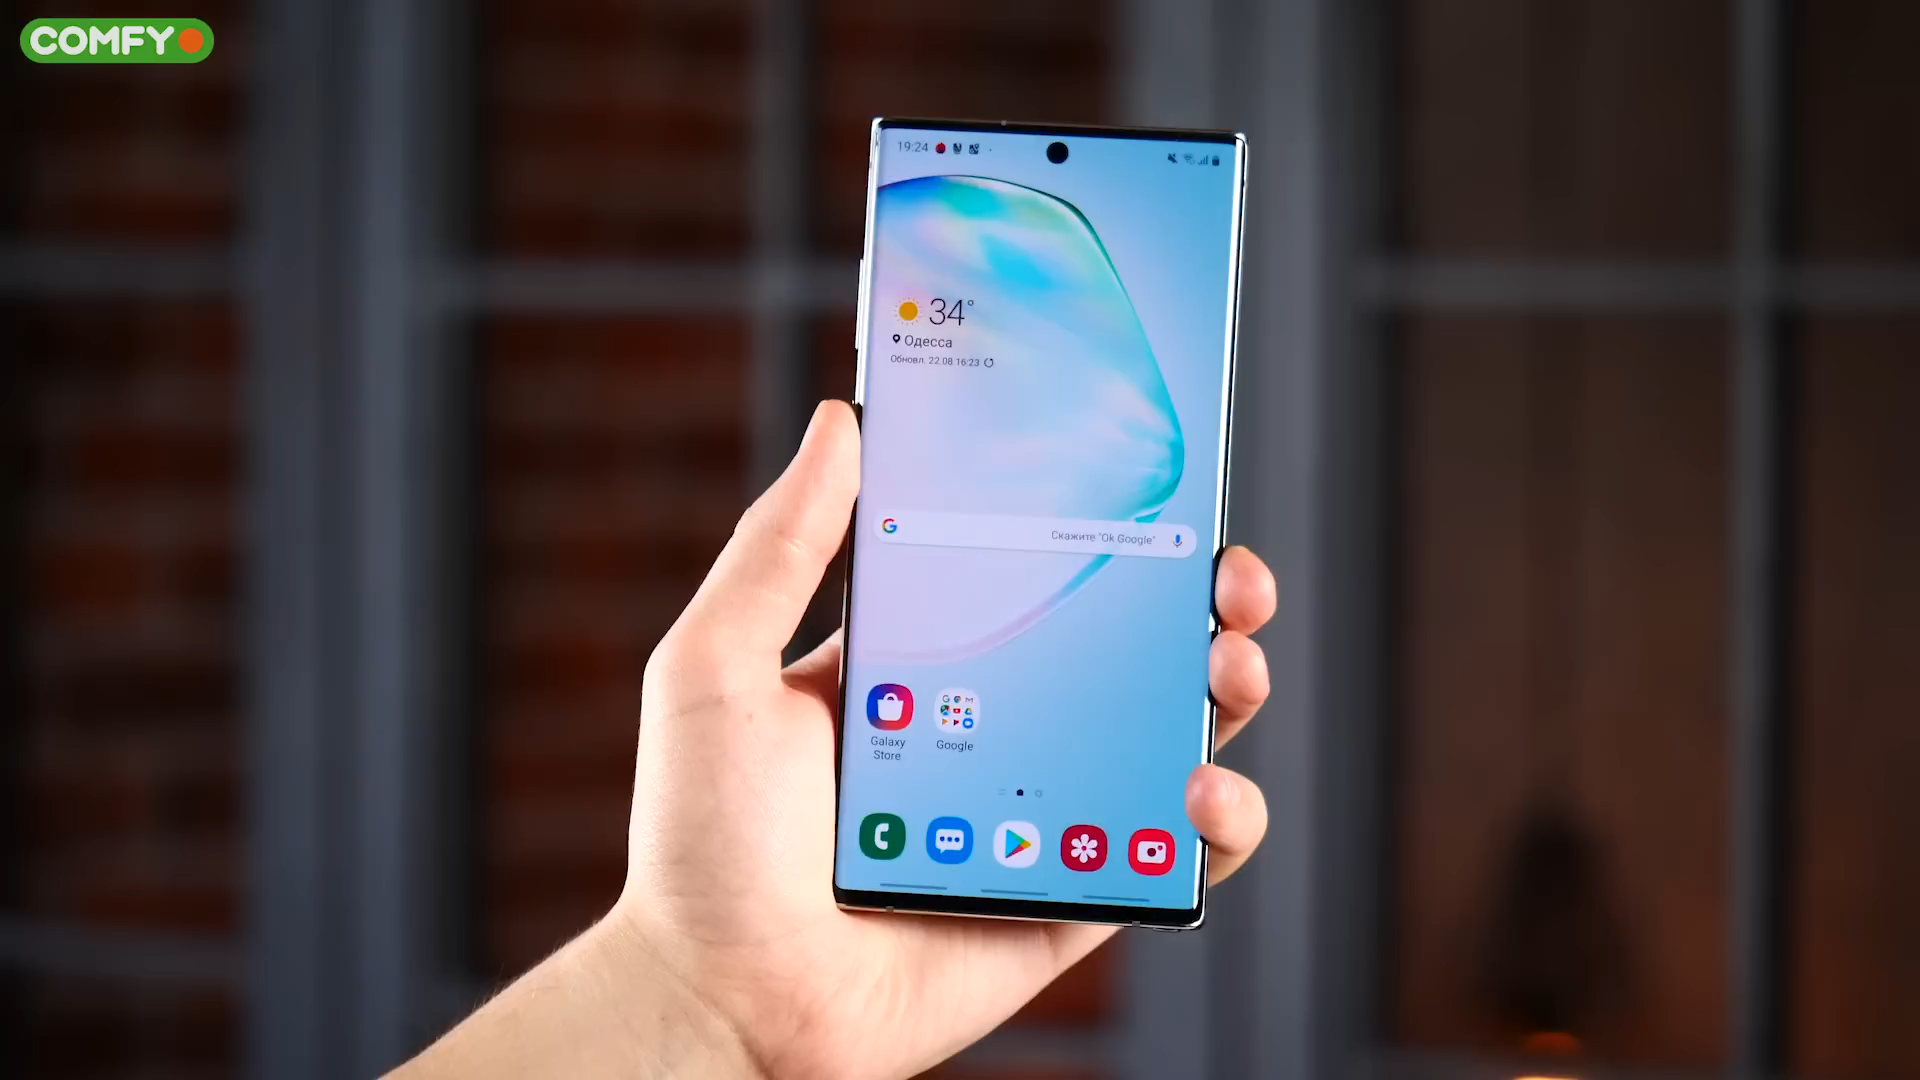 COMFY
19:24
34°
Одесса
Обновл. 22.08 16:23
Скажите "Ok Google"
Galaxy
Store
Google